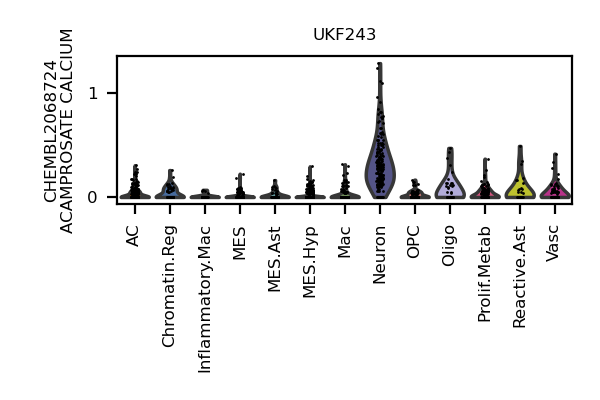 UKF243
CHEMBL2068724
ACAMPROSATE CALCIUM
1
0
AC
Chromatin.Reg
Inflammatory.Mac
MES
MES.Ast
MES.Hyp
Mac
Neuron
OPC
Oligo
Prolif.Metab
Reactive.Ast
Vasc